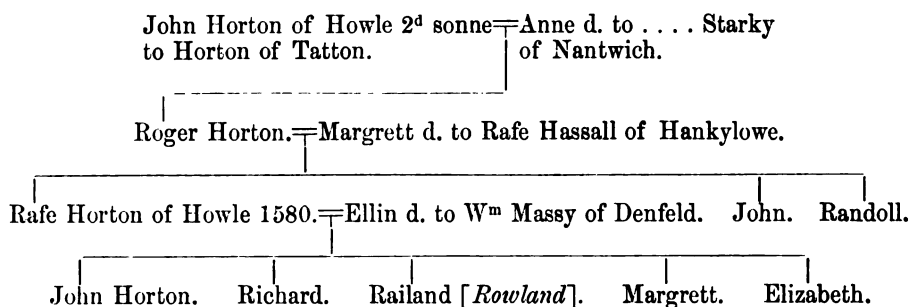 John Horton of Howle 2ᵈ sonne=Anne d. to . . . . Starky
to Horton of Tatton. of Nantwich.
Roger Horton.=Margrett d. to Rafe Hassall of Hankylowe.
Rafe Horton of Howle 1580.=Ellin d. to Wᵐ Massy of Denfeld. John. Randoll.
John Horton. Richard. Railand [Rowland]. Margrett. Elizabeth.